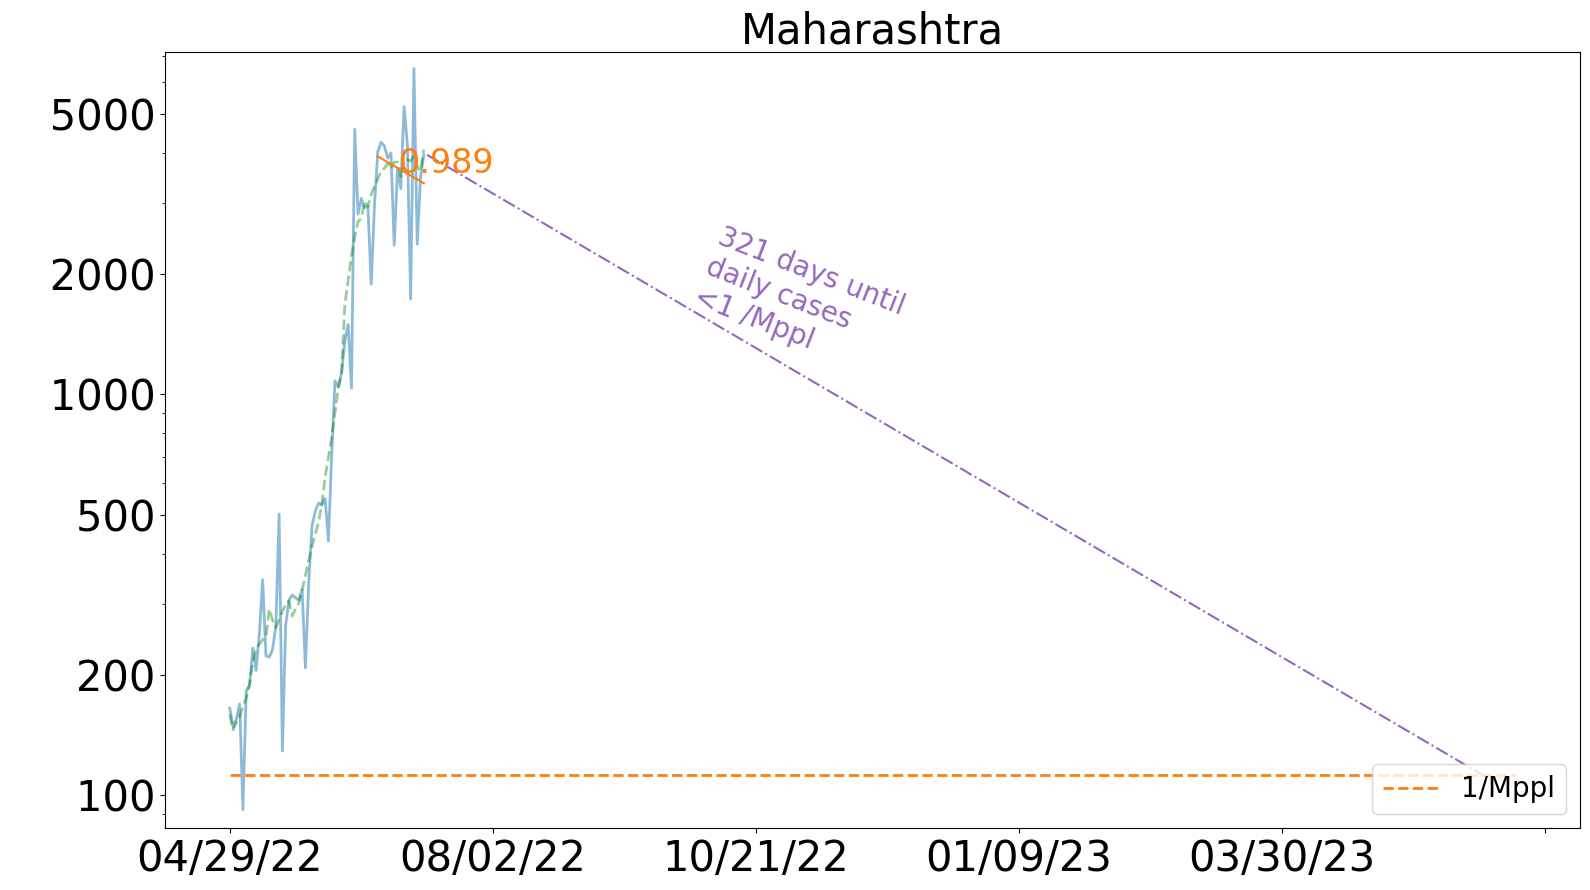 Maharashtra
5000
2000
1000
500
200
100
0.989
321 days until
daily cases
<1 /Mppl
1/Mppl
04/29/22
08/02/22
10/21/22
01/09/23
03/30/23